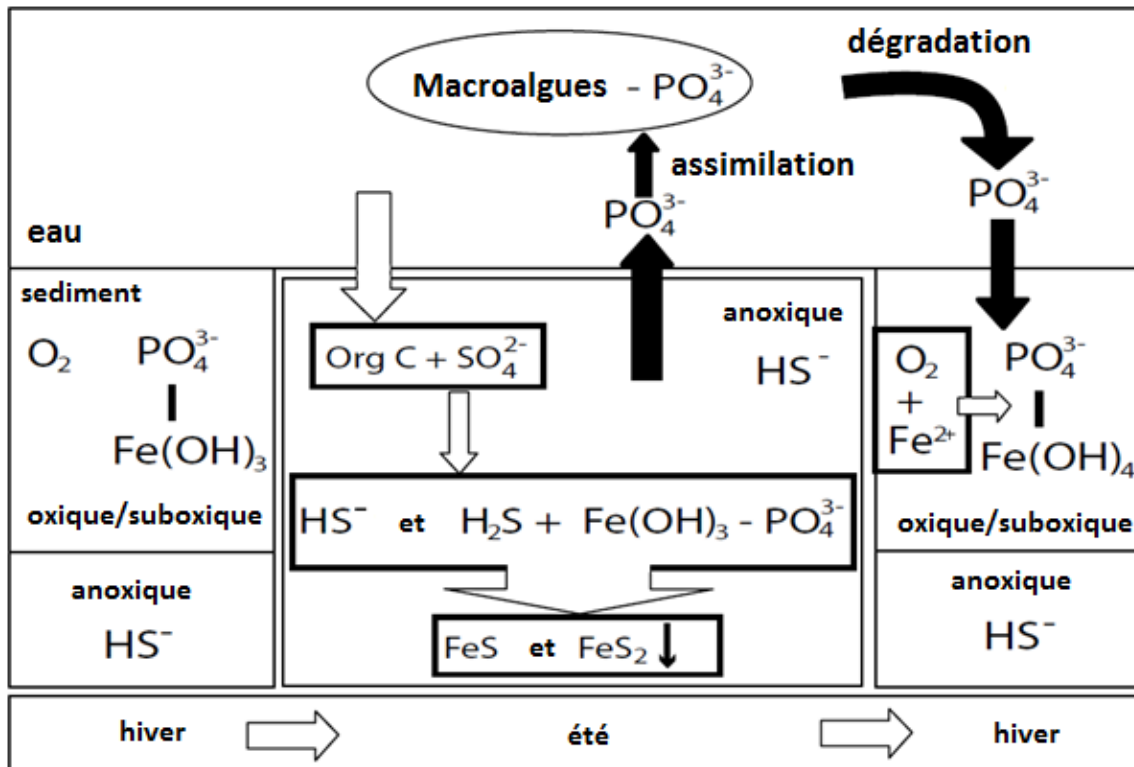 dégradation
Macroalgues - PO₄³⁻
assimilation
PO₄³⁻
PO₄³⁻
eau
sediment
O₂ PO₄³⁻
Fe(OH)₃
oxique/suboxique
anoxique
HS⁻
anoxique
HS⁻
Org C + SO₄²⁻
HS⁻ et H₂S + Fe(OH)₃ - PO₄³⁻
FeS et FeS₂
O₂
+
Fe²⁺
PO₄³⁻
Fe(OH)₄
oxique/suboxique
anoxique
HS⁻
hiver
été
hiver